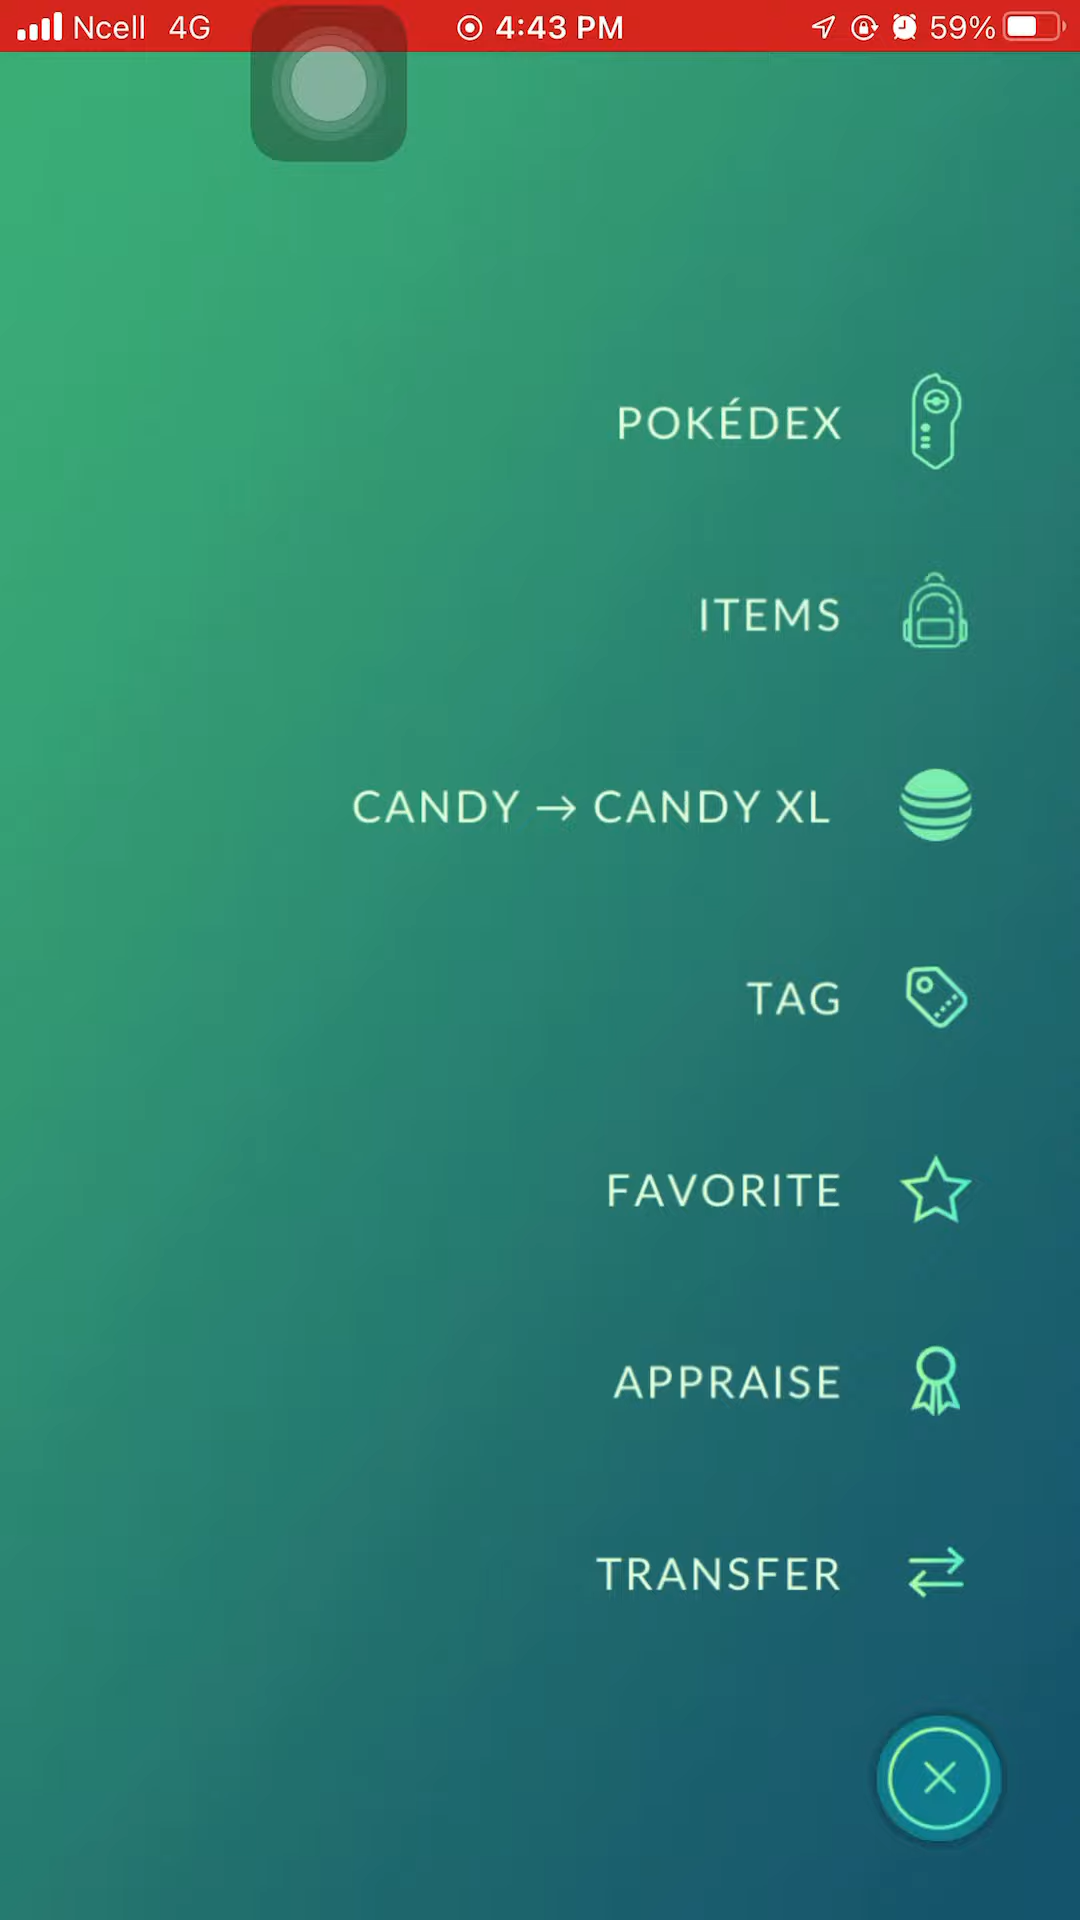 Ncell 4G 4:43 PM 59%
POKÉDEX
ITEMS
CANDY → CANDY XL
TAG
FAVORITE
APPRAISE
TRANSFER